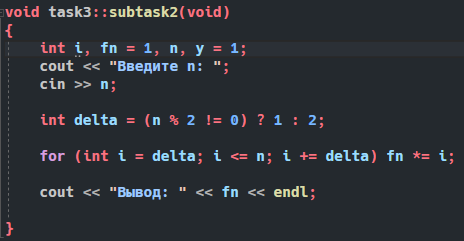 void task3::subtask2(void)
{
int i, fn = 1, n, y = 1;
cout << "Введите n: ";
cin >> n;
int delta = (n % 2 != 0) ? 1 : 2;
for (int i = delta; i <= n; i += delta) fn *= i;
cout << "Вывод: " << fn << endl;
}